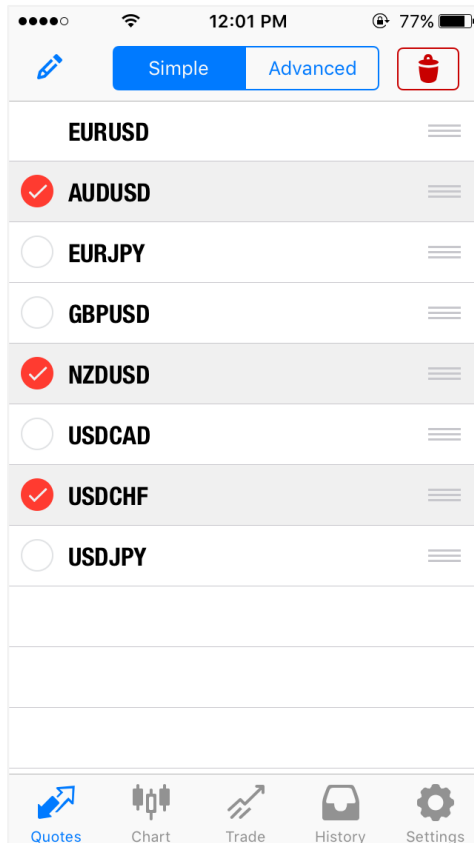 12:01 PM 77%
Simple Advanced
EURUSD
AUDUSD
EURJPY
GBPUSD
NZDUSD
USDCAD
USDCHF
USDJPY
Quotes Chart Trade History Settings